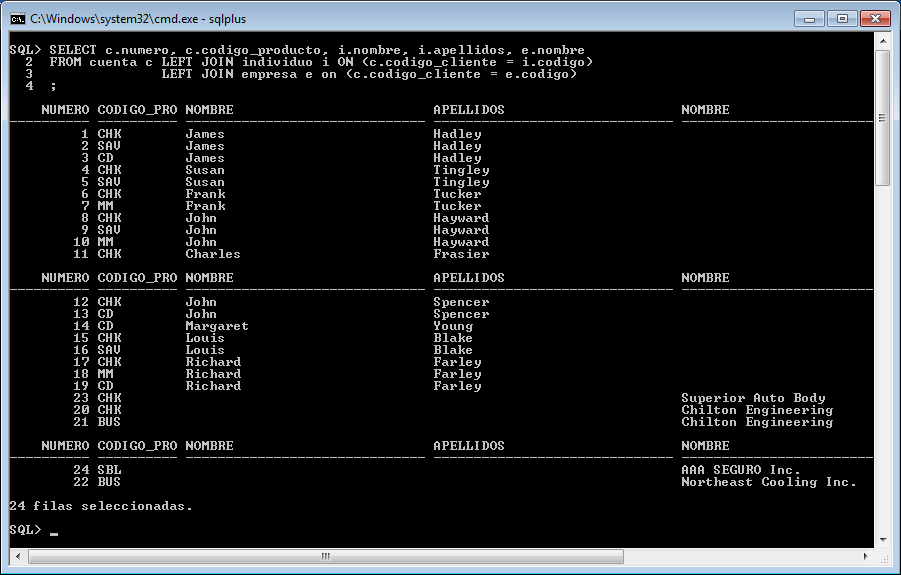 C:\Windows\system32\cmd.exe - sqlplus
SQL> SELECT c.numero, c.codigo_producto, i.nombre, i.apellidos, e.nombre
2 FROM cuenta c LEFT JOIN individuo i ON (c.codigo_cliente = i.codigo)
3 LEFT JOIN empresa e on (c.codigo_cliente = e.codigo)
4 ;
NUMERO CODIGO_PRO NOMBRE APELLIDOS NOMBRE
1 CHK James Hadley
2 SAV James Hadley
3 CD James Hadley
4 CHK Susan Tingley
5 SAV Susan Tingley
6 CHK Frank Tucker
7 MM Frank Tucker
8 CHK John Hayward
9 SAV John Hayward
10 MM John Hayward
11 CHK Charles Frasier
NUMERO CODIGO_PRO NOMBRE APELLIDOS NOMBRE
12 CHK John Spencer
13 CD John Spencer
14 CD Margaret Young
15 CHK Louis Blake
16 SAV Louis Blake
17 CHK Richard Farley
18 MM Richard Farley
19 CD Richard Farley
23 CHK Superior Auto Body
20 CHK Chilton Engineering
21 BUS Chilton Engineering
NUMERO CODIGO_PRO NOMBRE APELLIDOS NOMBRE
24 SBL AAA SEGURO Inc.
22 BUS Northeast Cooling Inc.
24 filas seleccionadas.
SQL> _